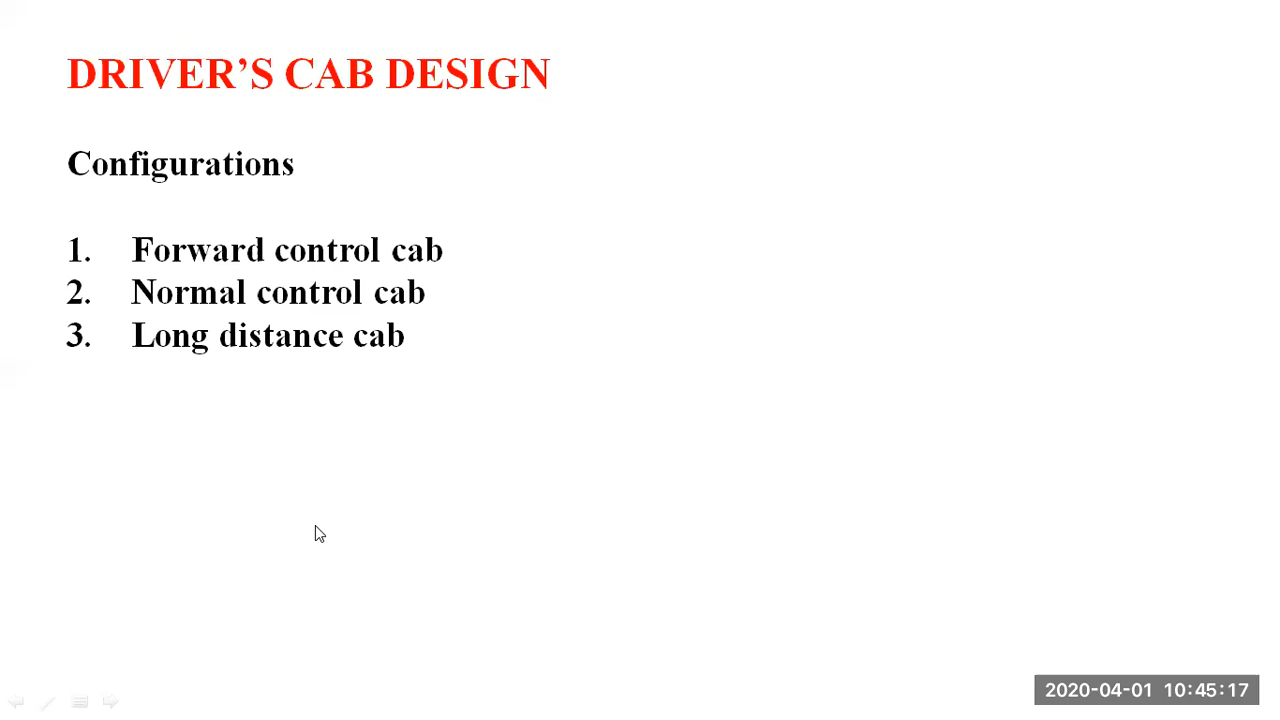 DRIVER’S CAB DESIGN
Configurations
1. Forward control cab
2. Normal control cab
3. Long distance cab
2020-04-01 10:45:17